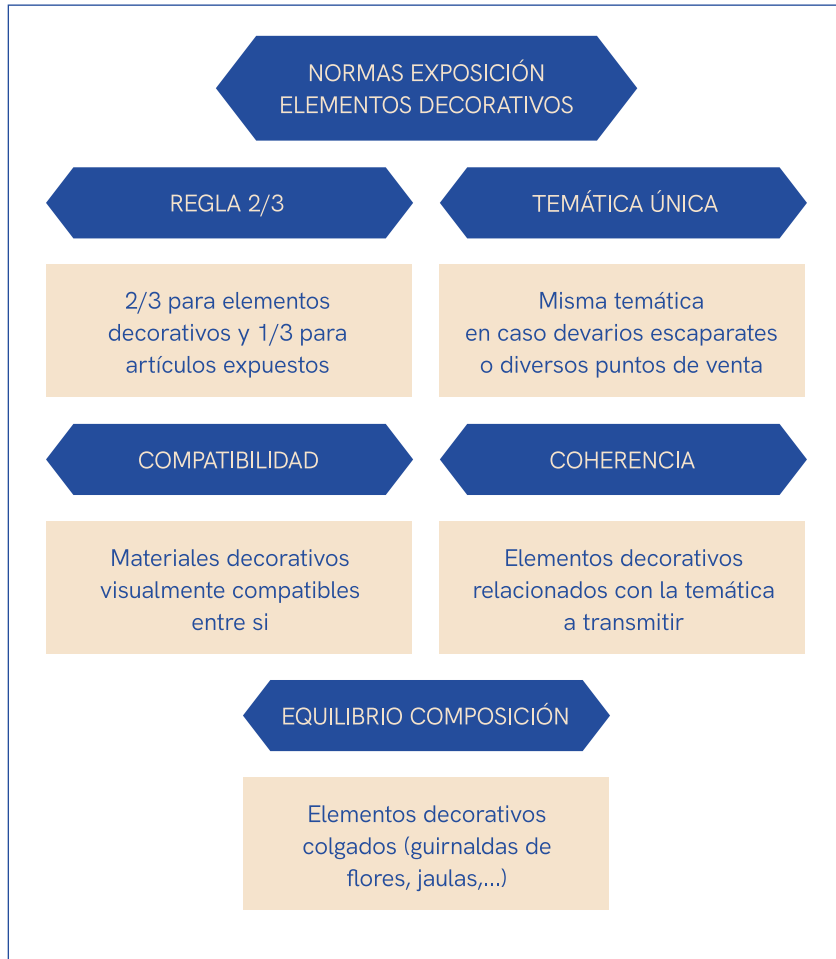 NORMAS EXPOSICIÓN
ELEMENTOS DECORATIVOS
REGLA 2/3
2/3 para elementos
decorativos y 1/3 para
artículos expuestos
TEMÁTICA ÚNICA
Misma temática
en caso devarios escaparates
o diversos puntos de venta
COMPATIBILIDAD
Materiales decorativos
visualmente compatibles
entre si
COHERENCIA
Elementos decorativos
relacionados con la temática
a transmitir
EQUILIBRIO COMPOSICIÓN
Elementos decorativos
colgados (guirnaldas de
flores, jaulas,...)